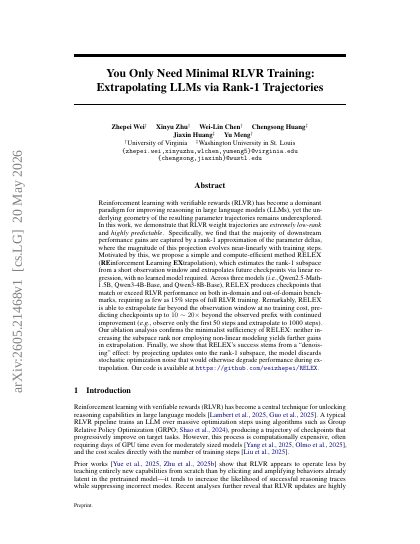 You Only Need Minimal RLVR Training:
Extrapolating LLMs via Rank-1 Trajectories
Zhepei Wei† Xinyu Zhu† Wei-Lin Chen† Chengsong Huang‡
Jiaxin Huang‡ Yu Meng†
†University of Virginia ‡Washington University in St. Louis
{zhepei.wei,xinyuzhu,wlchen,yumeng5}@virginia.edu
{chengsong,jiaxinh}@wustl.edu
Abstract
Reinforcement learning with verifiable rewards (RLVR) has become a dominant
paradigm for improving reasoning in large language models (LLMs), yet the un-
derlying geometry of the resulting parameter trajectories remains underexplored.
In this work, we demonstrate that RLVR weight trajectories are extremely low-rank
and highly predictable. Specifically, we find that the majority of downstream
performance gains are captured by a rank-1 approximation of the parameter deltas,
where the magnitude of this projection evolves near-linearly with training steps.
Motivated by this, we propose a simple and compute-efficient method RELEX
(REinforcement Learning EXtrapolation), which estimates the rank-1 subspace
from a short observation window and extrapolates future checkpoints via linear re-
gression, with no learned model required. Across three models (i.e., Qwen2.5-Math-
1.5B, Qwen3-4B-Base, and Qwen3-8B-Base), RELEX produces checkpoints that
match or exceed RLVR performance on both in-domain and out-of-domain bench-
marks, requiring as few as 15% steps of full RLVR training. Remarkably, RELEX
is able to extrapolate far beyond the observation window at no training cost, pre-
dicting checkpoints up to 10 ∼ 20× beyond the observed prefix with continued
improvement (e.g., observe only the first 50 steps and extrapolate to 1000 steps).
Our ablation analysis confirms the minimalist sufficiency of RELEX: neither in-
creasing the subspace rank nor employing non-linear modeling yields further gains
in extrapolation. Finally, we show that RELEX's success stems from a "denois-
ing" effect: by projecting updates onto the rank-1 subspace, the model discards
stochastic optimization noise that would otherwise degrade performance during ex-
trapolation. Our code is available at https://github.com/weizhepei/RELEX.
1 Introduction
Reinforcement learning with verifiable rewards (RLVR) has become a central technique for unlocking
reasoning capabilities in large language models [Lambert et al., 2025, Guo et al., 2025]. A typical
RLVR pipeline trains an LLM over massive optimization steps using algorithms such as Group
Relative Policy Optimization (GRPO; Shao et al., 2024), producing a trajectory of checkpoints that
progressively improve on target tasks. However, this process is computationally expensive, often
requiring days of GPU time even for moderately sized models [Yang et al., 2025, Olmo et al., 2025],
and the cost scales directly with the number of training steps [Liu et al., 2025].
Prior works [Yue et al., 2025, Zhu et al., 2025b] show that RLVR appears to operate less by
teaching entirely new capabilities from scratch than by eliciting and amplifying behaviors already
latent in the pretrained model—it tends to increase the likelihood of successful reasoning traces
while suppressing incorrect modes. Recent analyses further reveal that RLVR updates are highly
Preprint.
arXiv:2605.21468v1 [cs.LG] 20 May 2026